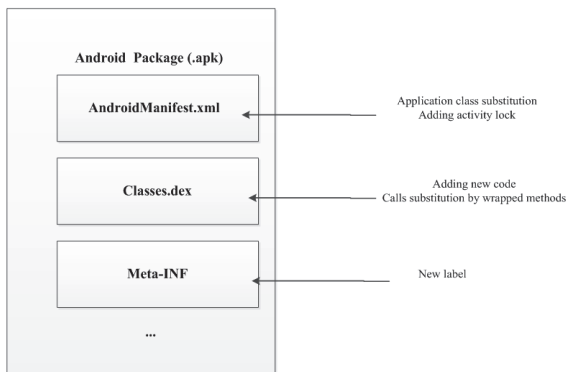 Android Package (.apk)
AndroidManifest.xml
Application class substitution
Adding activity lock
Classes.dex
Adding new code
Calls substitution by wrapped methods
Meta-INF
New label
...